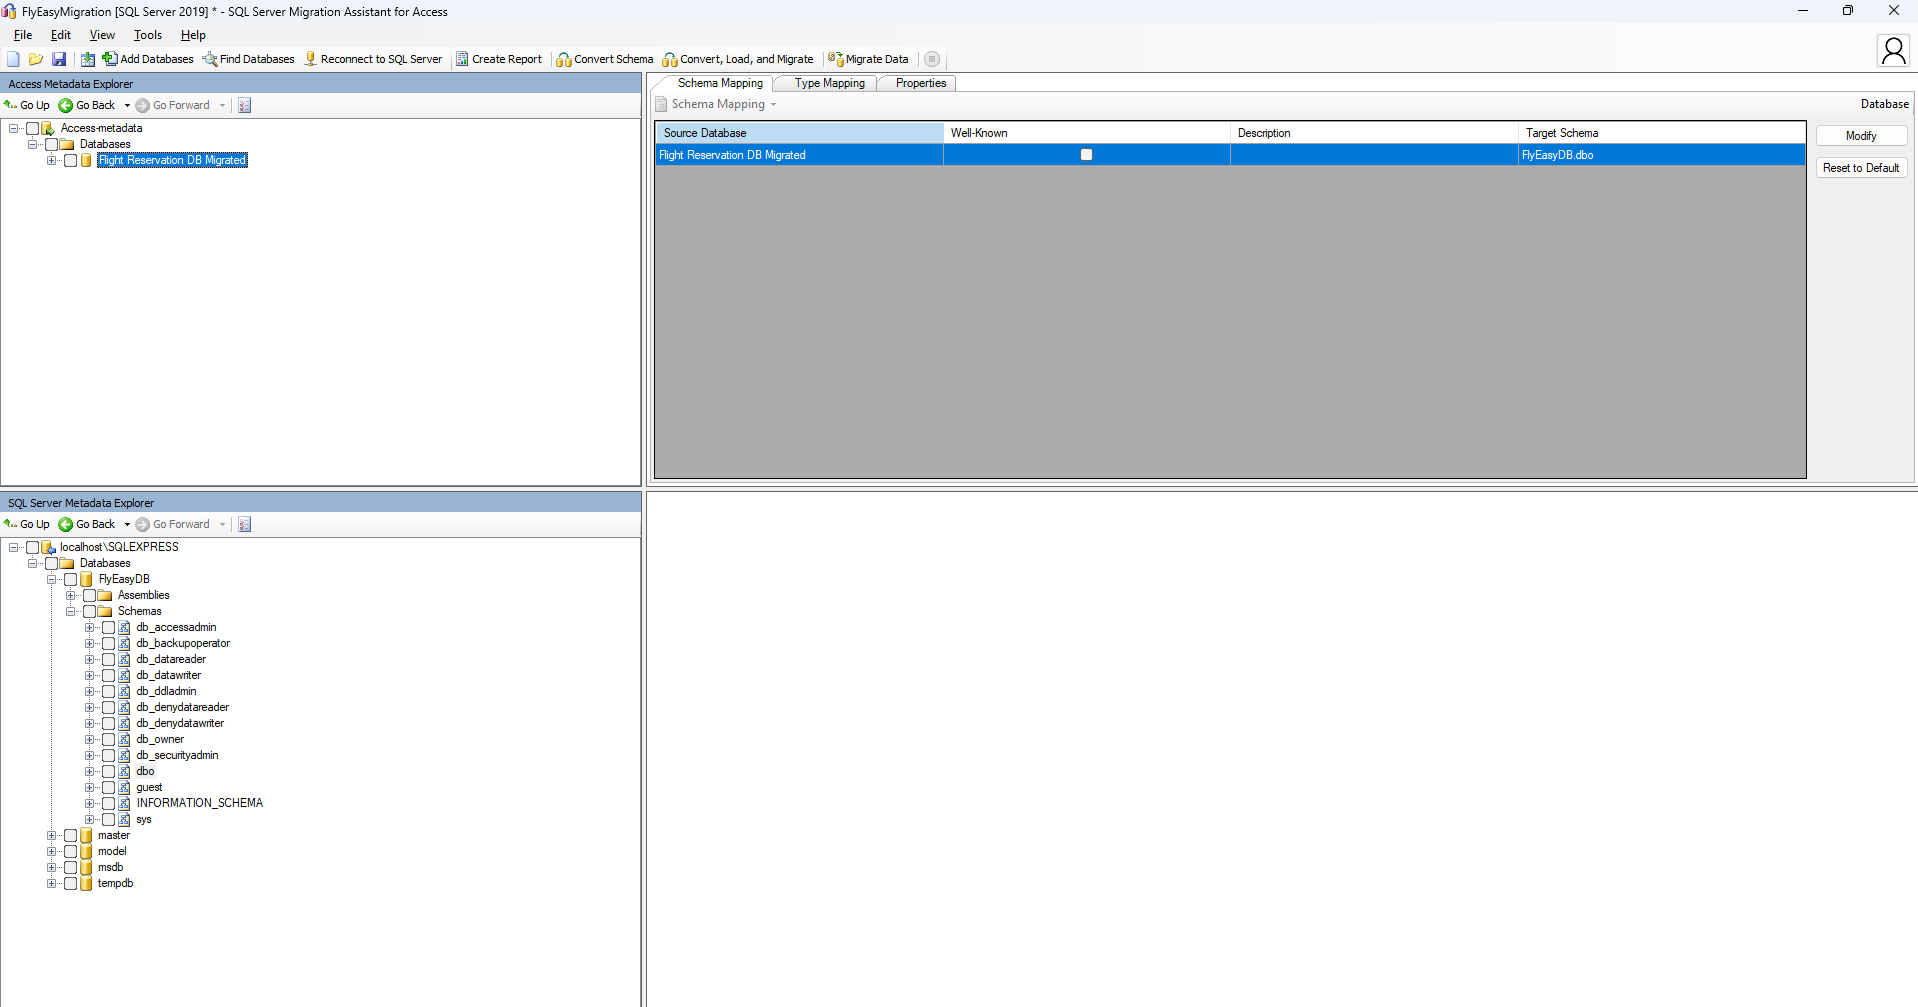 FlyEasyMigration [SQL Server 2019] * - SQL Server Migration Assistant for Access
File Edit View Tools Help
Add Databases Find Databases Reconnect to SQL Server Create Report Convert Schema Convert, Load, and Migrate Migrate Data
Access Metadata Explorer
Go Up Go Back Go Forward
Access-metadata
Databases
Flight Reservation DB Migrated
Schema Mapping Type Mapping Properties
Schema Mapping Database
Source Database Well-Known Description Target Schema
Flight Reservation DB Migrated FlyEasyDB.dbo
Modify
Reset to Default
SQL Server Metadata Explorer
Go Up Go Back Go Forward
localhost\SQLEXPRESS
Databases
FlyEasyDB
Assemblies
Schemas
db_accessadmin
db_backupoperator
db_datareader
db_datawriter
db_ddladmin
db_denydatareader
db_denydatawriter
db_owner
db_securityadmin
dbo
guest
INFORMATION_SCHEMA
sys
master
model
msdb
tempdb